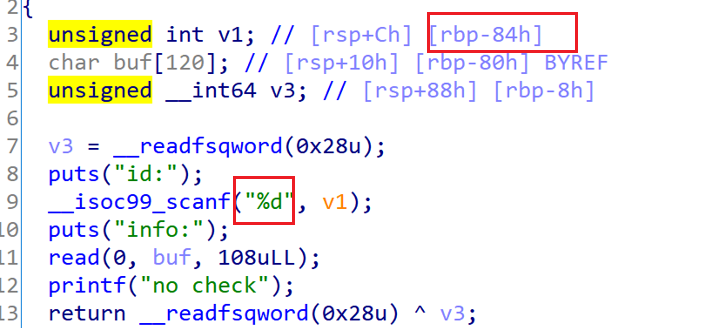 2 {
3 unsigned int v1; // [rsp+Ch] [rbp-84h]
4 char buf[120]; // [rsp+10h] [rbp-80h] BYREF
5 unsigned __int64 v3; // [rsp+88h] [rbp-8h]
6
7 v3 = __readfsqword(0x28u);
8 puts("id:");
9 __isoc99_scanf("%d", v1);
10 puts("info:");
11 read(0, buf, 108uLL);
12 printf("no check");
13 return __readfsqword(0x28u) ^ v3;